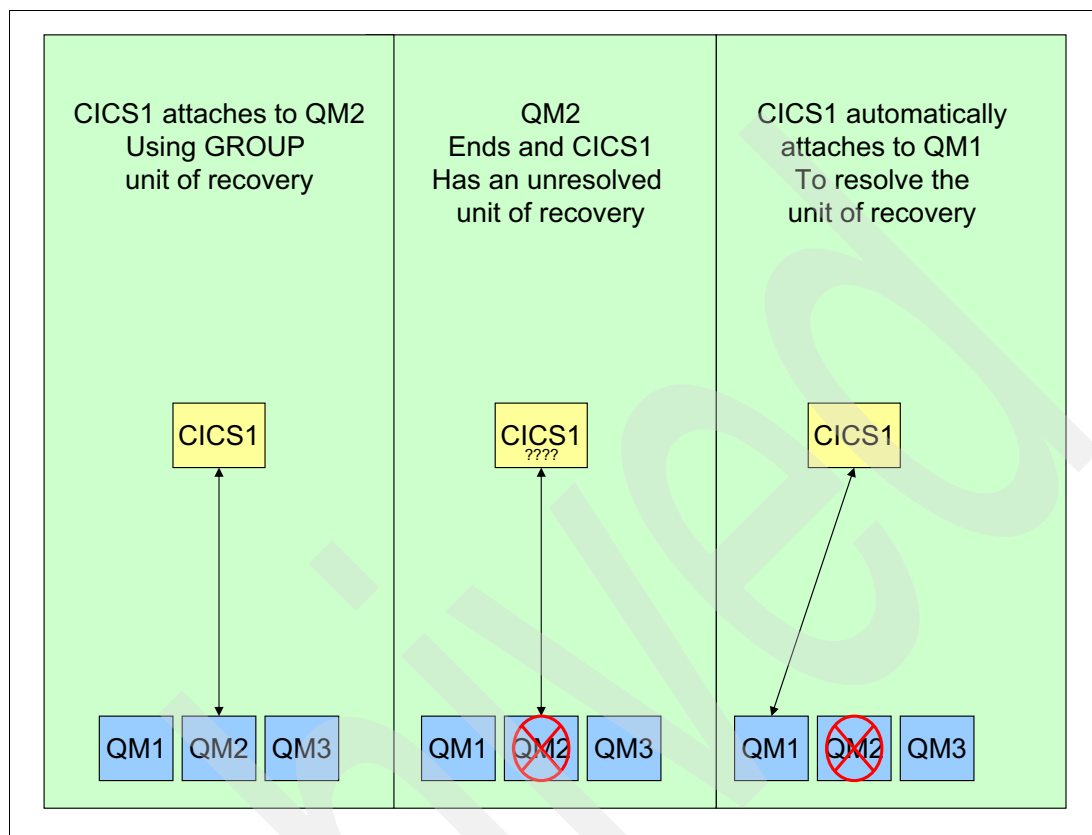 CICS1 attaches to QM2
Using GROUP
unit of recovery
QM2
Ends and CICS1
Has an unresolved
unit of recovery
CICS1 automatically
attaches to QM1
To resolve the
unit of recovery
CICS1
CICS1
????
CICS1
QM1 QM2 QM3
QM1 QM2 QM3
QM1 QM2 QM3